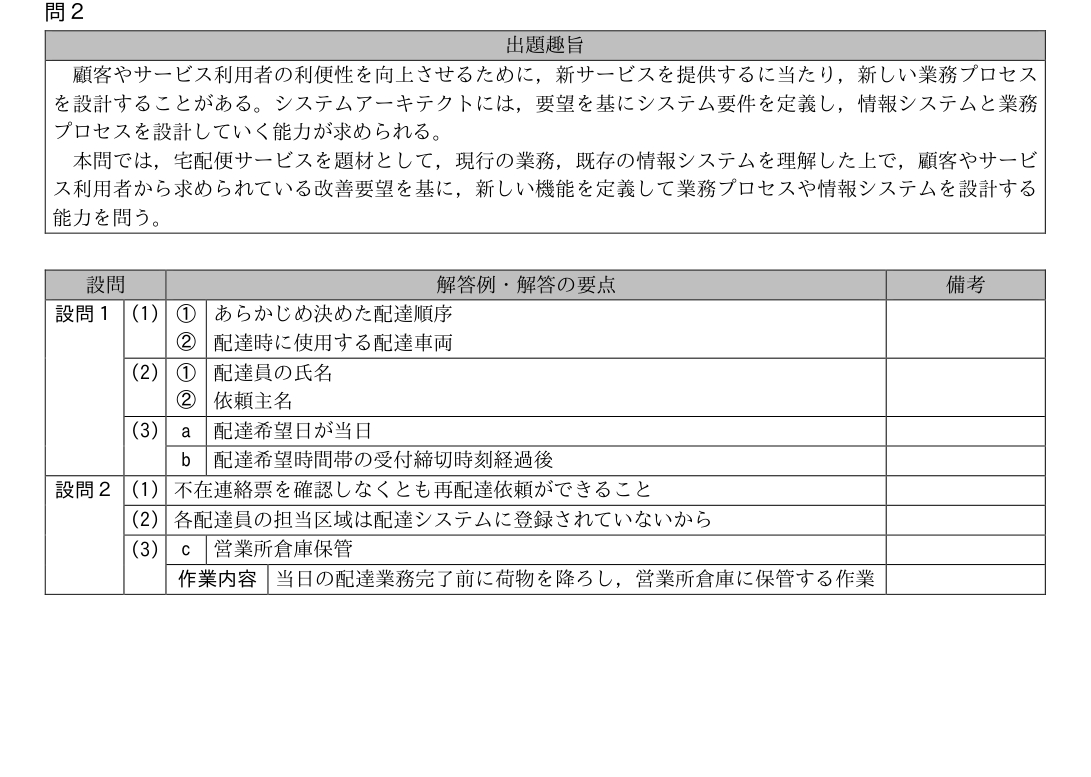 問２
出題趣旨
顧客やサービス利用者の利便性を向上させるために，新サービスを提供するに当たり，新しい業務プロセス
を設計することがある。システムアーキテクトには，要望を基にシステム要件を定義し，情報システムと業務
プロセスを設計していく能力が求められる。
本問では，宅配便サービスを題材として，現行の業務，既存の情報システムを理解した上で，顧客やサービ
ス利用者から求められている改善要望を基に，新しい機能を定義して業務プロセスや情報システムを設計する
能力を問う。
設問 解答例・解答の要点 備考
設問１ (1) ① あらかじめ決めた配達順序
② 配達時に使用する配達車両
(2) ① 配達員の氏名
② 依頼主名
(3) a 配達希望日が当日
b 配達希望時間帯の受付締切時刻経過後
設問２ (1) 不在連絡票を確認しなくとも再配達依頼ができること
(2) 各配達員の担当区域は配達システムに登録されていないから
(3) c 営業所倉庫保管
作業内容 当日の配達業務完了前に荷物を降ろし，営業所倉庫に保管する作業